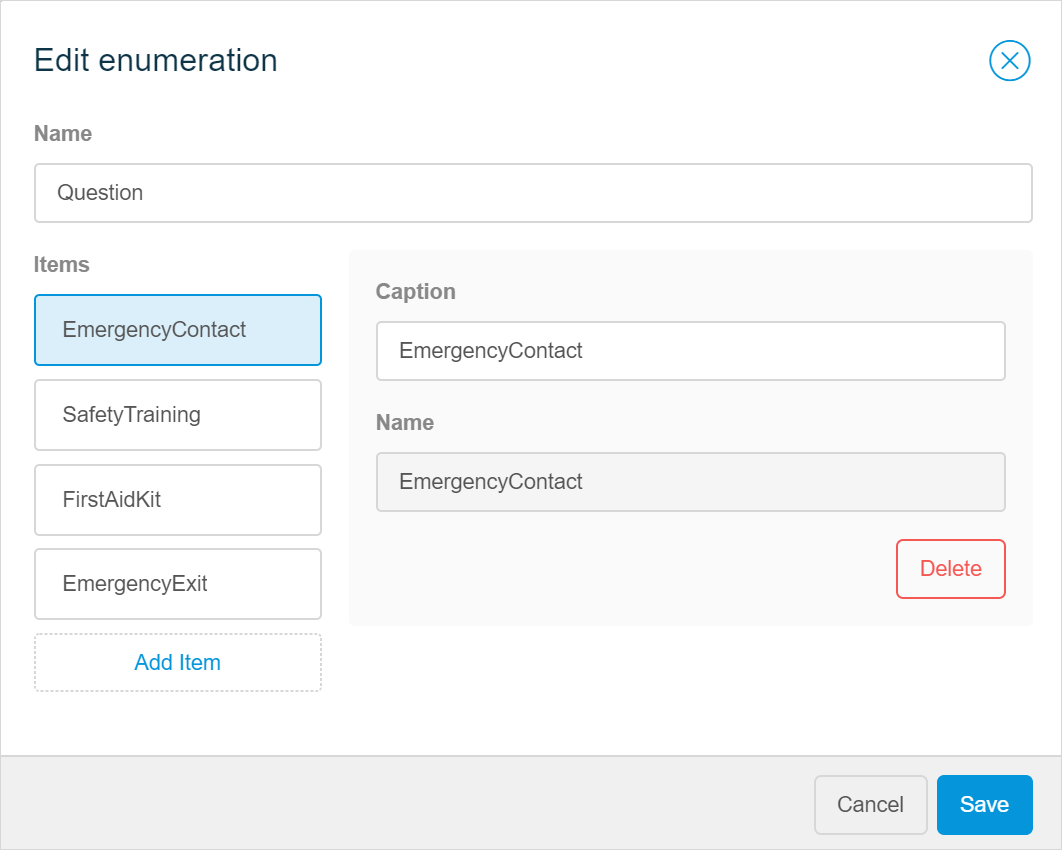 Edit enumeration
Name
Question
Items
EmergencyContact
SafetyTraining
FirstAidKit
EmergencyExit
Add Item
Caption
EmergencyContact
Name
EmergencyContact
Delete
Cancel
Save